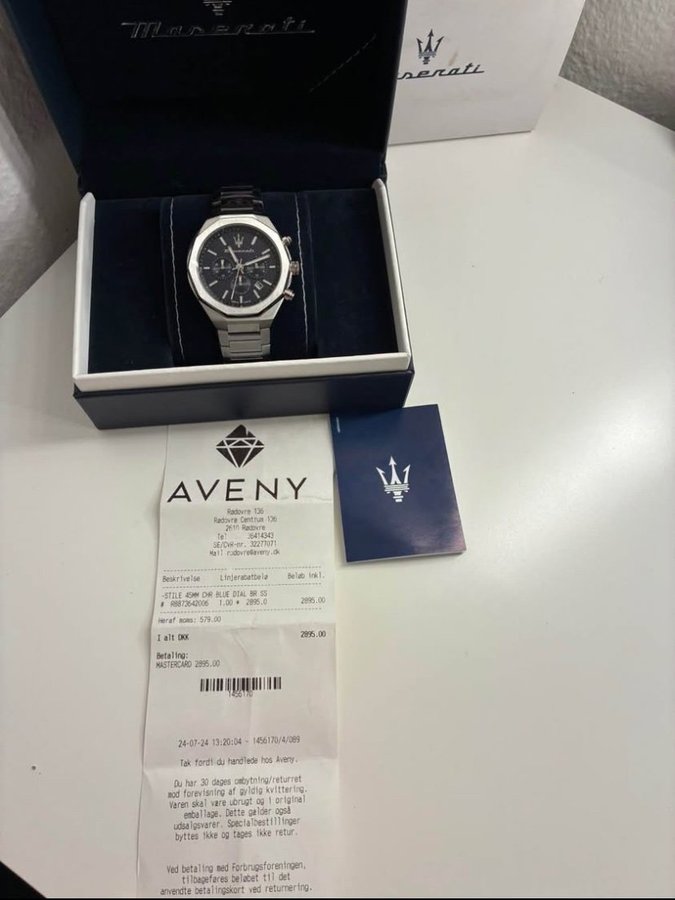 Maserati
Maserati
AVENY
Rødovre 136
Rødovre Centrum 136
2610 Rødovre
Tel 36414343
SE/CVR-nr. 32277071
Mail rodovre@aveny.dk
Beskrivelse Linjerabatbeløb Beløb inkl.
-STILE 45MM CHR BLUE DIAL BR SS
# R8873642006 1.00 * 2895.0 2895.00
Heraf moms: 579.00
I alt DKK 2895.00
Betaling:
MASTERCARD 2895.00
1456170
24-07-24 13:20:04 - 1456170/4/089
Tak fordi du handlede hos Aveny.
Du har 30 dages ombytning/returret
mod forevisning af gyldig kvittering.
Varen skal være ubrugt og i original
emballage. Dette gælder også
udsalgsvarer. Specialbestillinger
byttes ikke og tages ikke retur.
Ved betaling med Forbrugsforeningen,
tilbageføres beløbet til det
anvendte betalingskort ved returnering.